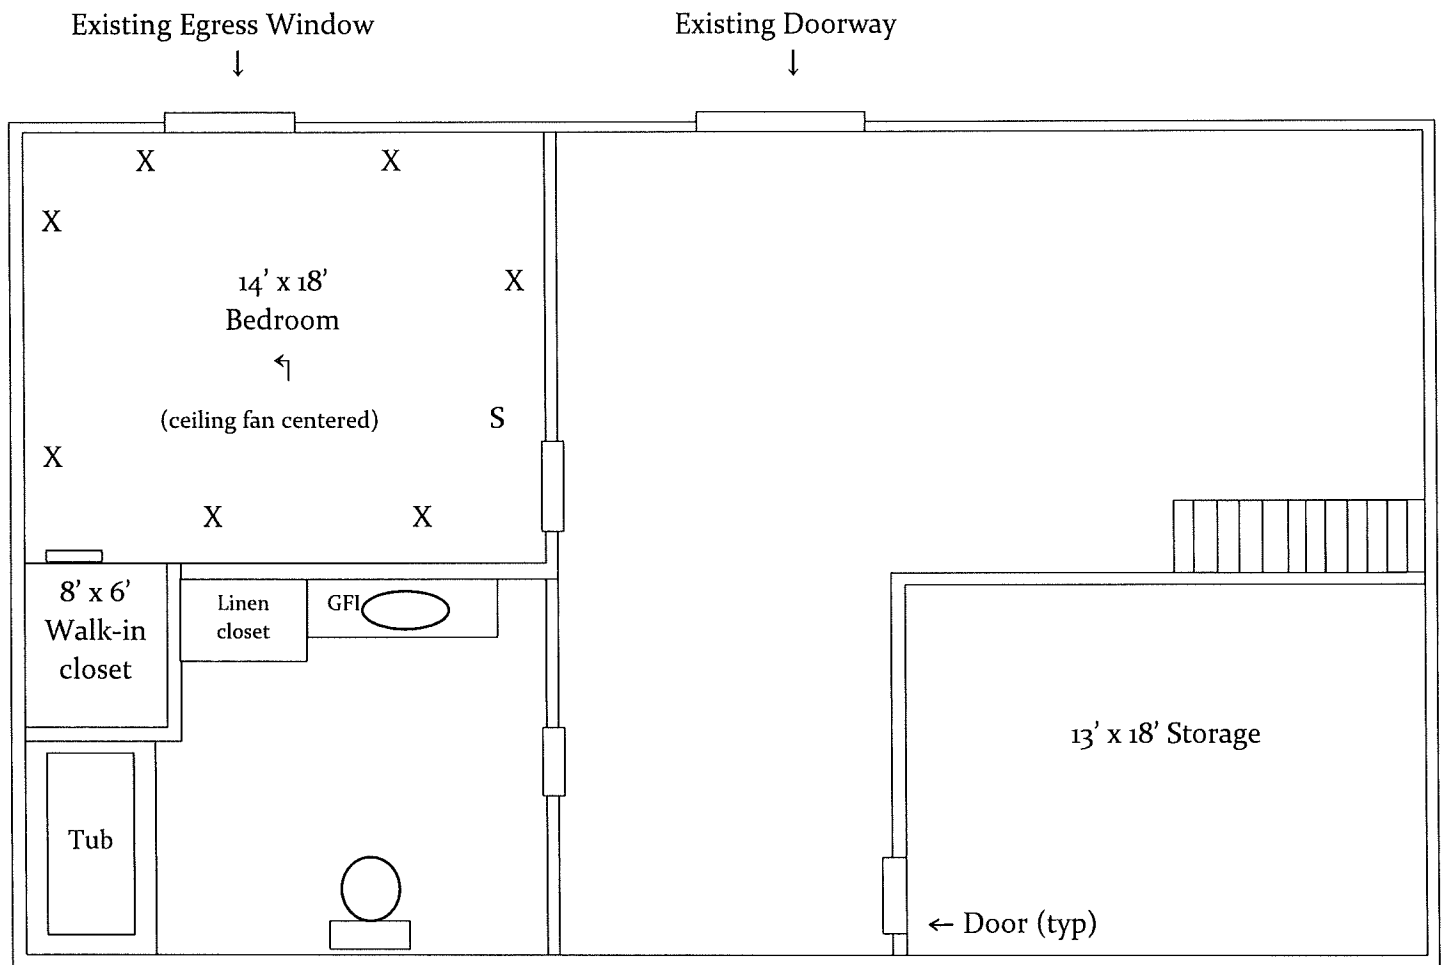 Existing Egress Window
↓
Existing Doorway
↓
X
X
X
X
14’ x 18’
Bedroom
(ceiling fan centered)
S
X
X
X
8’ x 6’
Walk-in
closet
Linen
closet
GFI
13’ x 18’ Storage
Tub
← Door (typ)